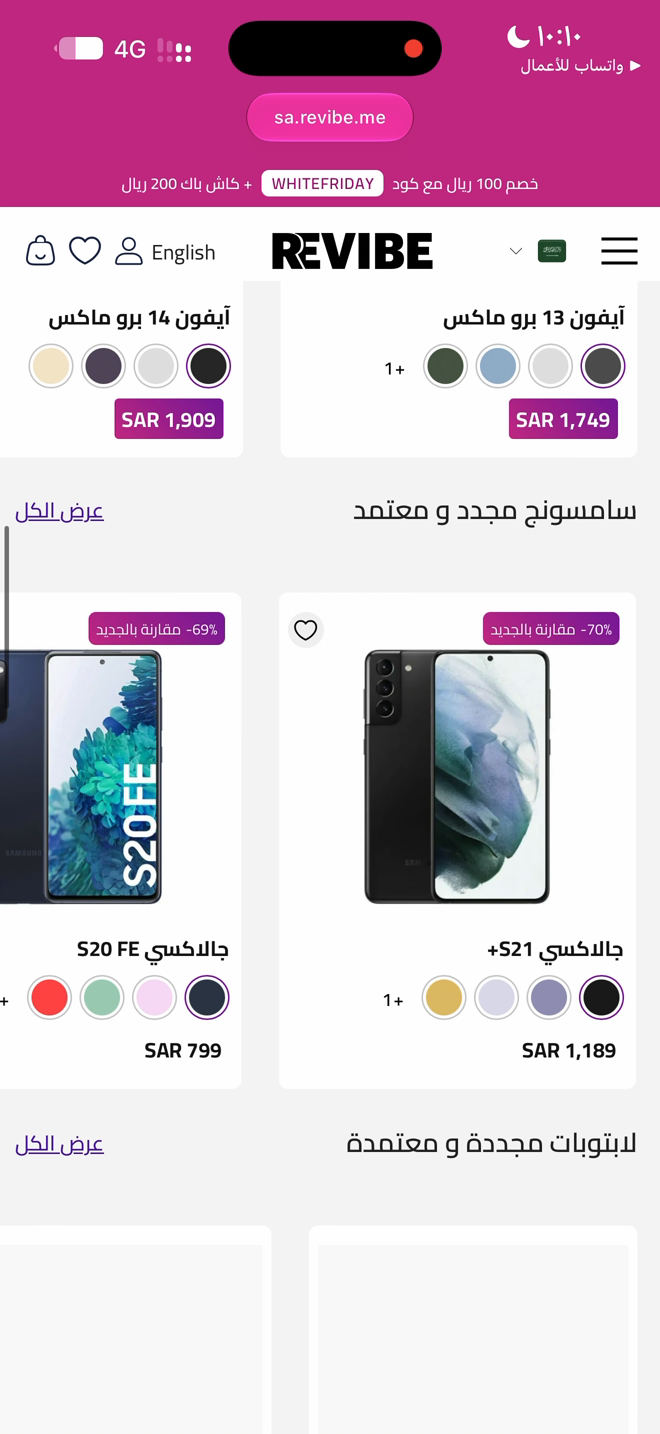 ١٠:١٠
4G
◀ واتساب للأعمال
sa.revibe.me
خصم 100 ريال مع كود WHITEFRIDAY + كاش باك 200 ريال
REVIBE
English
آيفون 13 برو ماكس
+1
SAR 1,749
آيفون 14 برو ماكس
SAR 1,909
سامسونج مجدد و معتمد
عرض الكل
-70% مقارنة بالجديد
جالاكسي S21+
+1
SAR 1,189
-69% مقارنة بالجديد
S20 FE
SAMSUNG
جالاكسي S20 FE
+
SAR 799
لابتوبات مجددة و معتمدة
عرض الكل